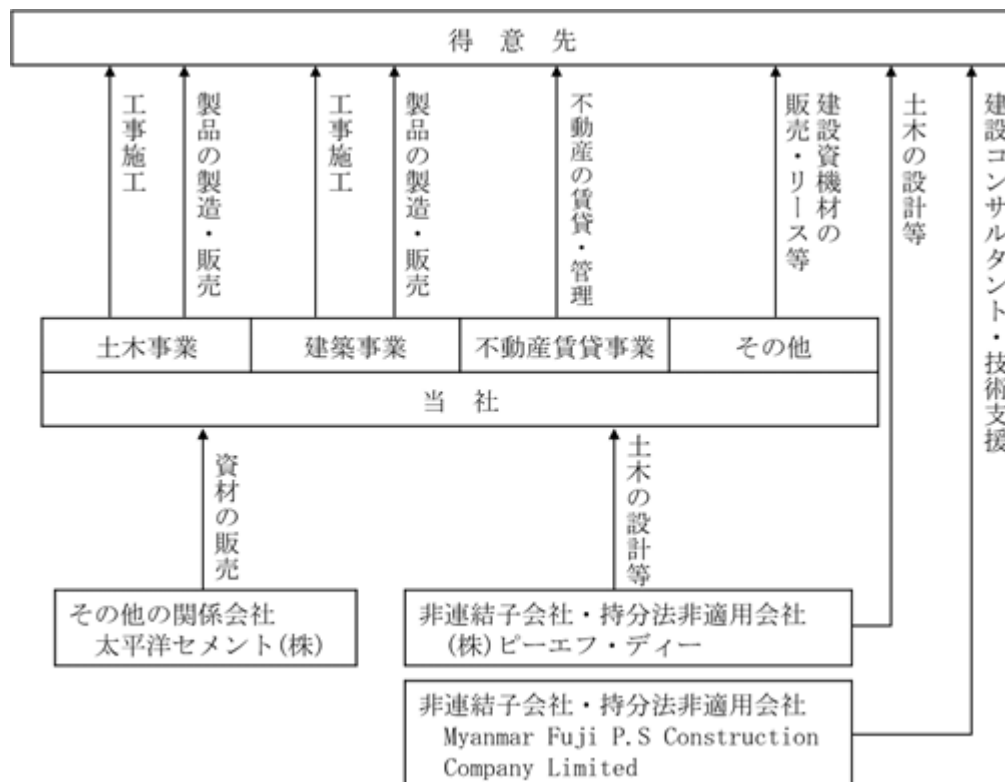 得意先
工事施工
製品の製造・販売
工事施工
製品の製造・販売
不動産の賃貸・管理
建設資機材の
販売・リース等
土木の設計等
建設コンサルタント・技術支援
土木事業
建築事業
不動産賃貸事業
その他
当社
資材の販売
土木の設計等
その他の関係会社
太平洋セメント(株)
非連結子会社・持分法非適用会社
(株)ピーエフ・ディー
非連結子会社・持分法非適用会社
Myanmar Fuji P.S Construction
Company Limited